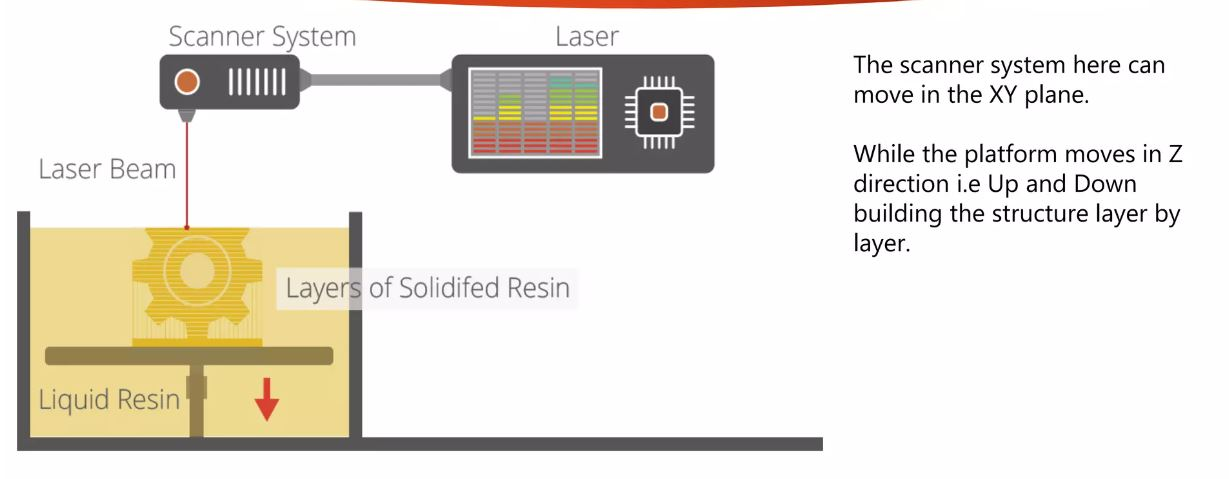 Scanner System
Laser
Laser Beam
Layers of Solidifed Resin
Liquid Resin
The scanner system here can
move in the XY plane.
While the platform moves in Z
direction i.e Up and Down
building the structure layer by
layer.